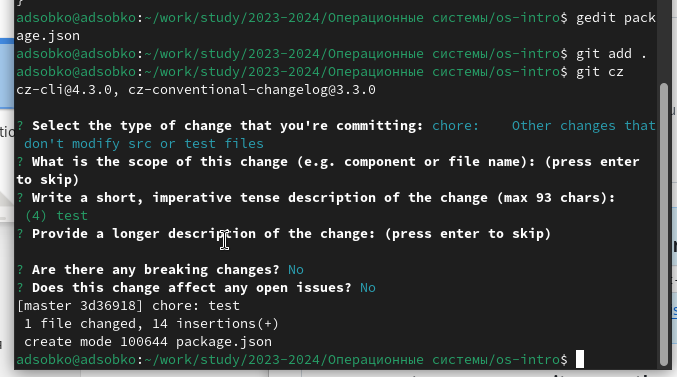 }
adsobko@adsobko:~/work/study/2023-2024/Операционные системы/os-intro$ gedit pack
age.json
adsobko@adsobko:~/work/study/2023-2024/Операционные системы/os-intro$ git add .
adsobko@adsobko:~/work/study/2023-2024/Операционные системы/os-intro$ git cz
cz-cli@4.3.0, cz-conventional-changelog@3.3.0
? Select the type of change that you're committing: chore:    Other changes that
don't modify src or test files
? What is the scope of this change (e.g. component or file name): (press enter
to skip)
? Write a short, imperative tense description of the change (max 93 chars):
(4) test
? Provide a longer description of the change: (press enter to skip)
? Are there any breaking changes? No
? Does this change affect any open issues? No
[master 3d36918] chore: test
1 file changed, 14 insertions(+)
create mode 100644 package.json
adsobko@adsobko:~/work/study/2023-2024/Операционные системы/os-intro$